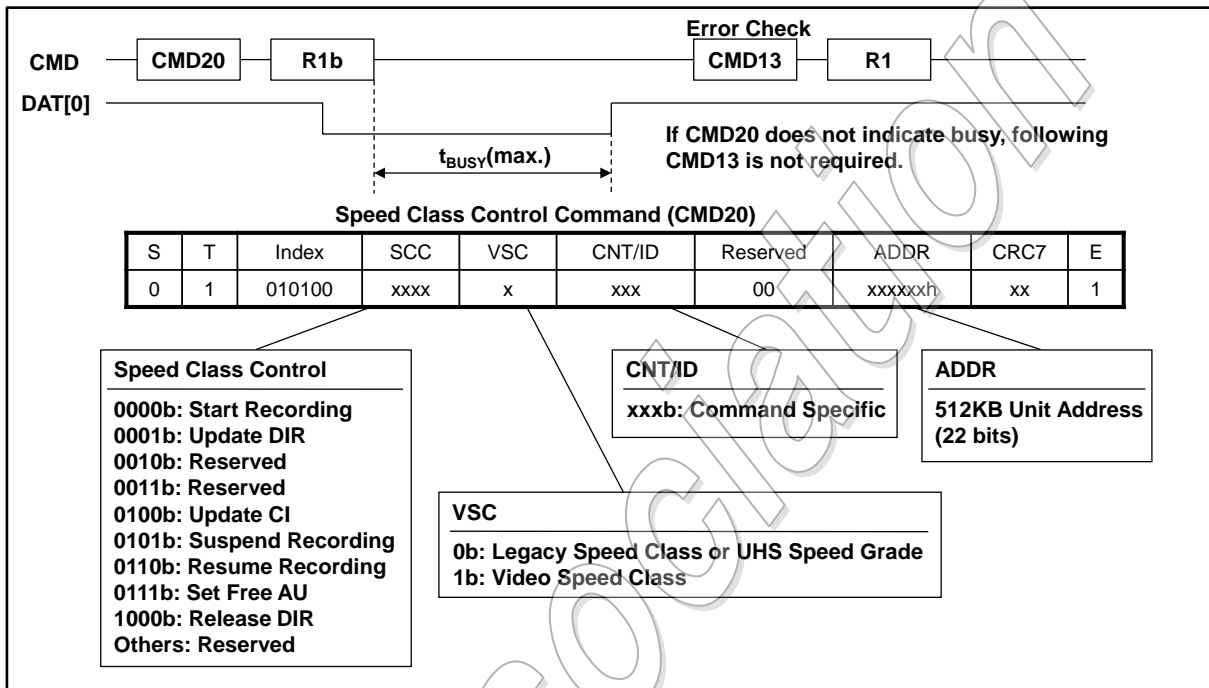 Error Check
CMD CMD20 R1b CMD13 R1
DAT[0]
If CMD20 does not indicate busy, following
CMD13 is not required.
tBUSY(max.)
Speed Class Control Command (CMD20)
S T Index SCC VSC CNT/ID Reserved ADDR CRC7 E
0 1 010100 xxxx x xxx 00 xxxxxxh xx 1
Speed Class Control
0000b: Start Recording
0001b: Update DIR
0010b: Reserved
0011b: Reserved
0100b: Update CI
0101b: Suspend Recording
0110b: Resume Recording
0111b: Set Free AU
1000b: Release DIR
Others: Reserved
VSC
0b: Legacy Speed Class or UHS Speed Grade
1b: Video Speed Class
CNT/ID
xxxb: Command Specific
ADDR
512KB Unit Address
(22 bits)
sociation